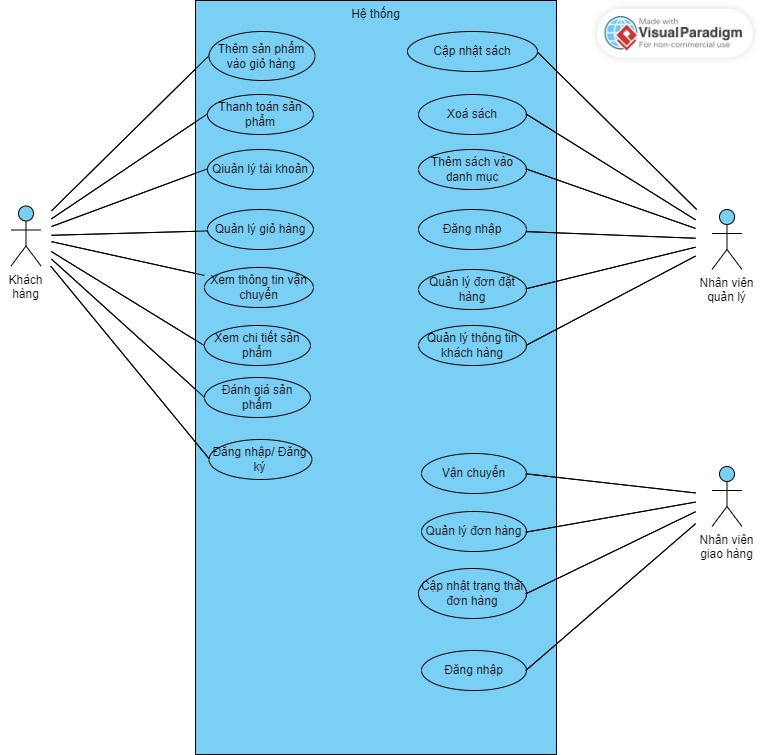 Hệ thống
Made with
Visual Paradigm
For non-commercial use
Thêm sản phẩm
vào giỏ hàng
Thanh toán sản
phẩm
Qiuản lý tài khoản
Quản lý giỏ hàng
Xem thông tin vận
chuyển
Xem chi tiết sản
phẩm
Đánh giá sản
phẩm
Đăng nhập/ Đăng
ký
Khách
hàng
Cập nhật sách
Xoá sách
Thêm sách vào
danh mục
Đăng nhập
Quản lý đơn đặt
hàng
Quản lý thông tin
khách hàng
Nhân viên
quản lý
Vận chuyển
Quản lý đơn hàng
Cập nhật trạng thái
đơn hàng
Đăng nhập
Nhân viên
giao hàng